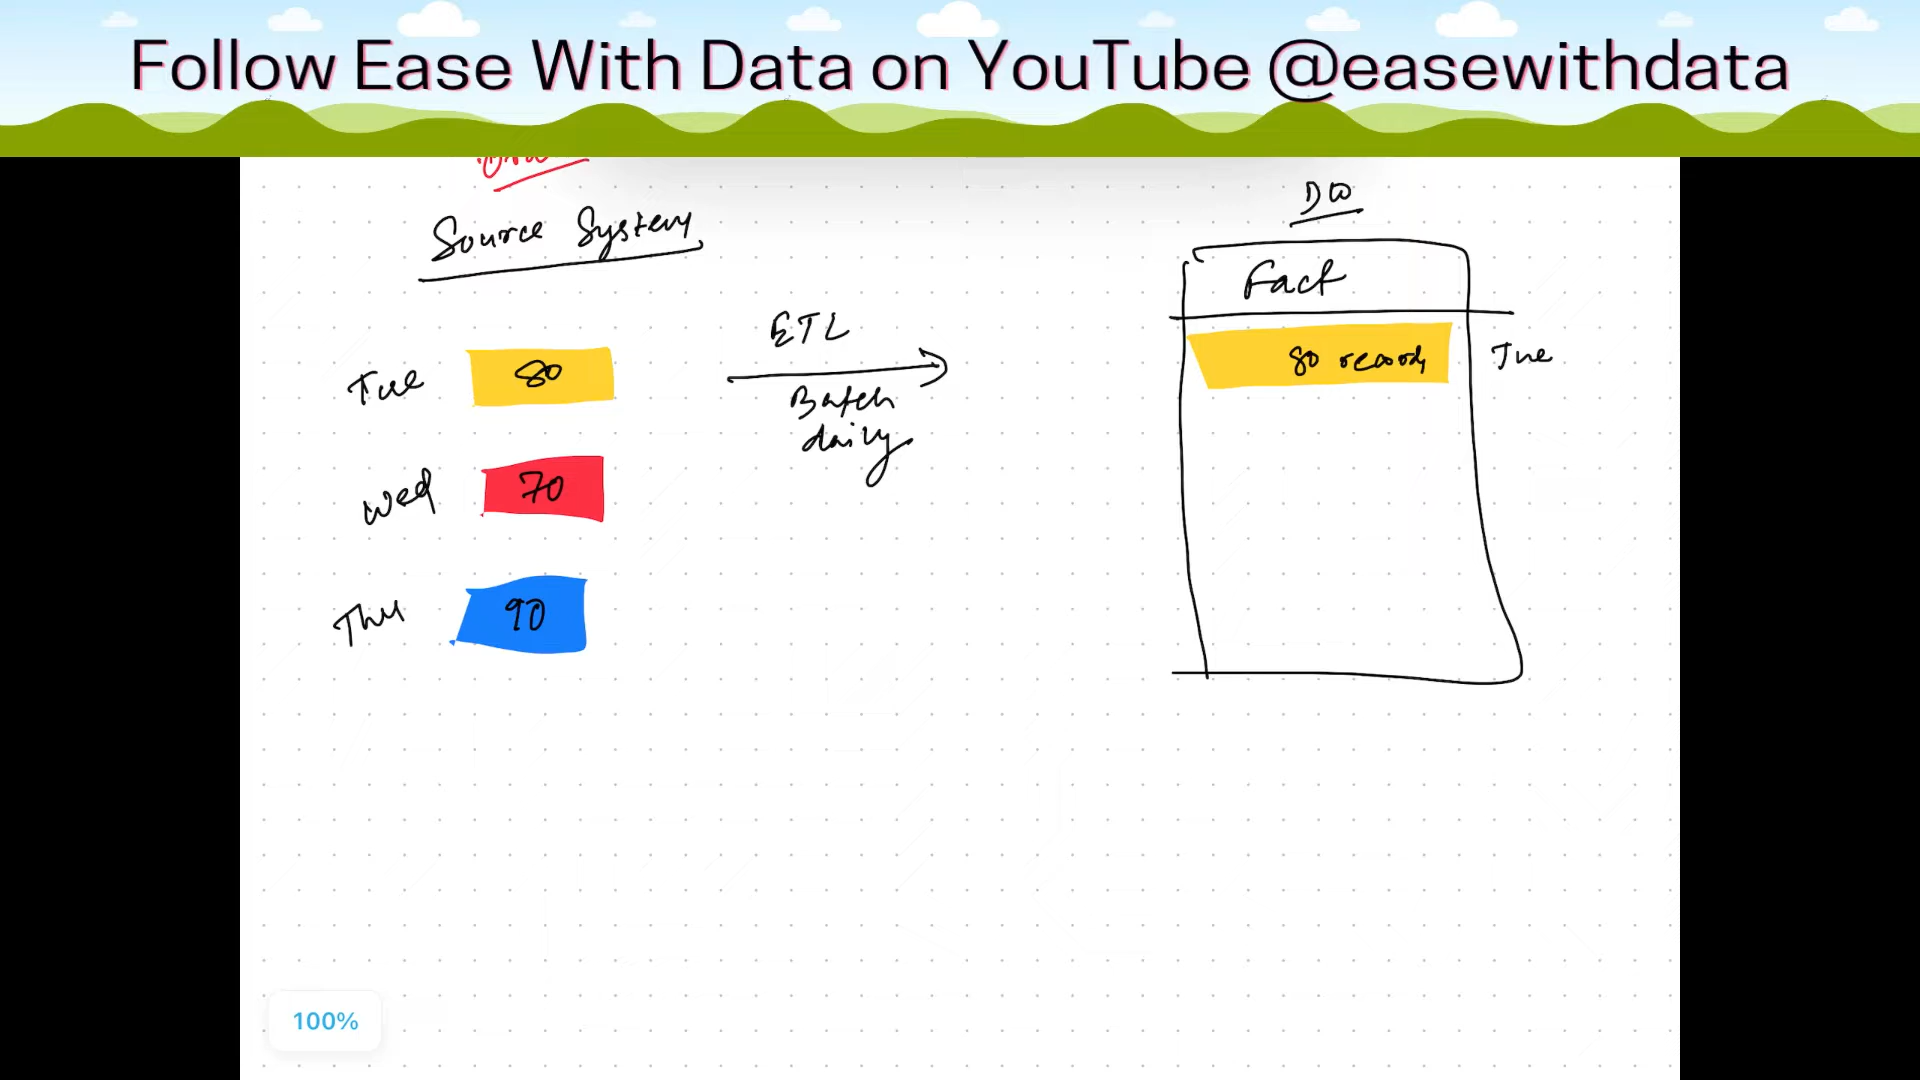 Follow Ease With Data on YouTube @easewithdata
Source System
DW
Fact
ETL
Batch
daily
Tue 80
80 records Tue
Wed 70
Thu 90
100%